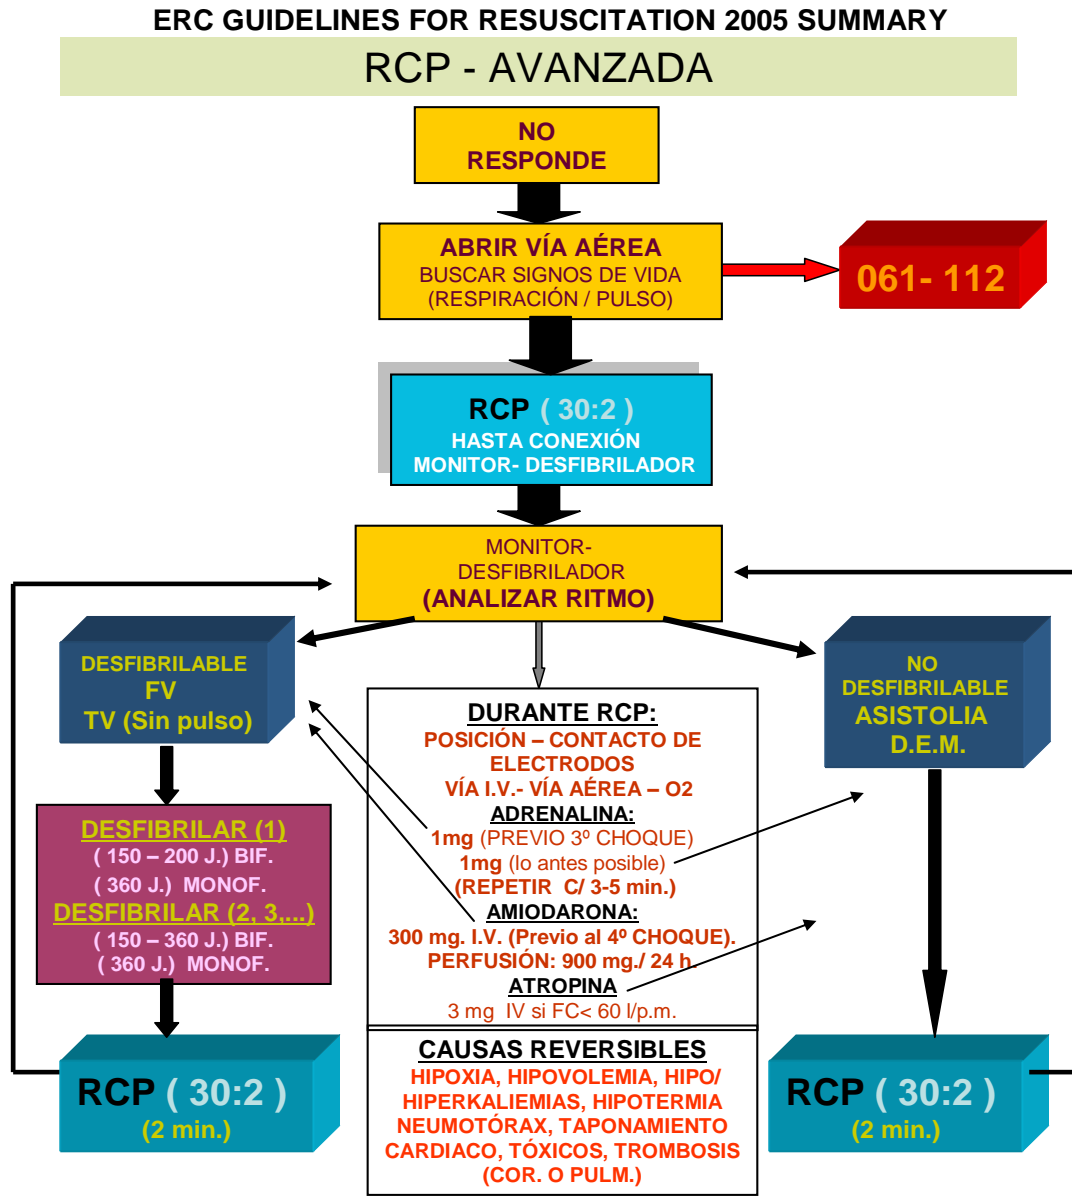 ERC GUIDELINES FOR RESUSCITATION 2005 SUMMARY
RCP - AVANZADA
NO
RESPONDE
ABRIR VÍA AÉREA
BUSCAR SIGNOS DE VIDA
(RESPIRACIÓN / PULSO)
061- 112
RCP ( 30:2 )
HASTA CONEXIÓN
MONITOR- DESFIBRILADOR
MONITOR-
DESFIBRILADOR
(ANALIZAR RITMO)
DESFIBRILABLE
FV
TV (Sin pulso)
NO
DESFIBRILABLE
ASISTOLIA
D.E.M.
DESFIBRILAR (1)
( 150 – 200 J.) BIF.
( 360 J.) MONOF.
DESFIBRILAR (2, 3,...)
( 150 – 360 J.) BIF.
( 360 J.) MONOF.
DURANTE RCP:
POSICIÓN – CONTACTO DE
ELECTRODOS
VÍA I.V.- VÍA AÉREA – O2
ADRENALINA:
1mg (PREVIO 3º CHOQUE)
1mg (lo antes posible)
(REPETIR C/ 3-5 min.)
AMIODARONA:
300 mg. I.V. (Previo al 4º CHOQUE).
PERFUSIÓN: 900 mg./ 24 h.
ATROPINA
3 mg IV si FC< 60 l/p.m.
CAUSAS REVERSIBLES
HIPOXIA, HIPOVOLEMIA, HIPO/
HIPERKALIEMIAS, HIPOTERMIA
NEUMOTÓRAX, TAPONAMIENTO
CARDIACO, TÓXICOS, TROMBOSIS
(COR. O PULM.)
RCP ( 30:2 )
(2 min.)
RCP ( 30:2 )
(2 min.)